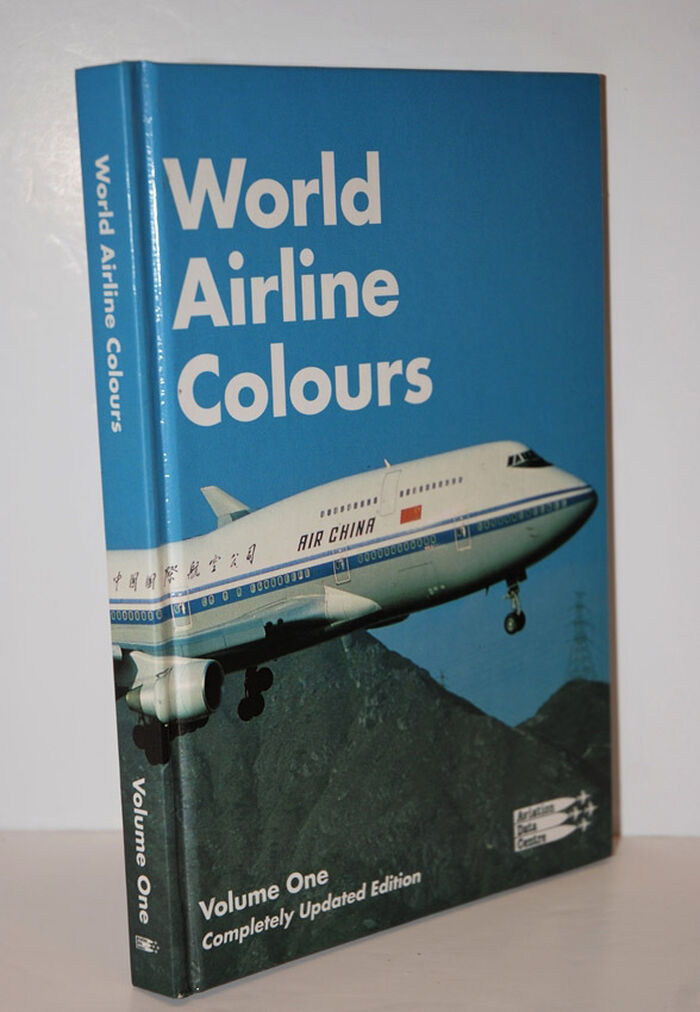 World Airline Colours
Volume One
World
Airline
Colours
AIR CHINA
中国国际航空公司
Volume One
Completely Updated Edition
Aviation
Data
Centre